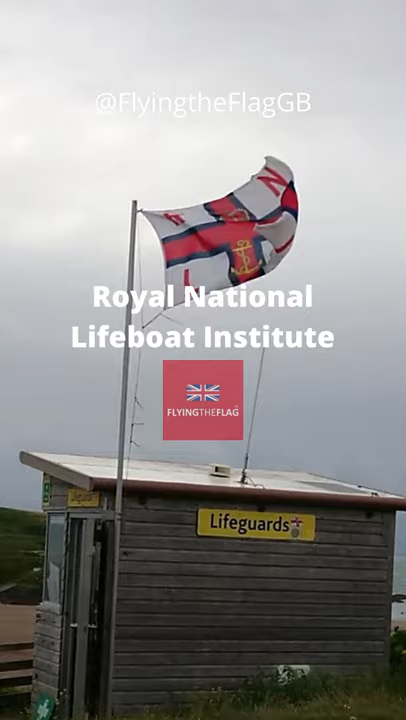 @FlyingtheFlagGB
N
L
Royal National
Lifeboat Institute
FLYINGTHEFLAG
Lifeguards